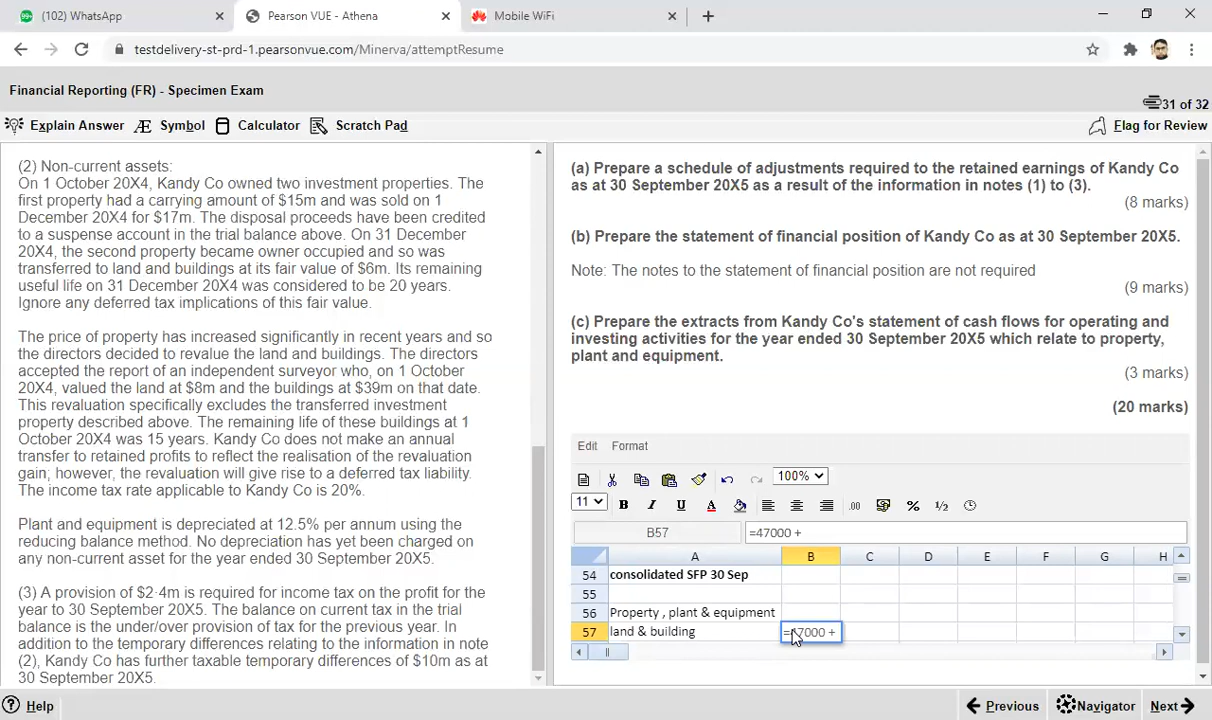 99+ (102) WhatsApp
Pearson VUE - Athena
Mobile WiFi
testdelivery-st-prd-1.pearsonvue.com/Minerva/attemptResume
Financial Reporting (FR) - Specimen Exam
31 of 32
Explain Answer Æ Symbol Calculator Scratch Pad
Flag for Review
(2) Non-current assets:
On 1 October 20X4, Kandy Co owned two investment properties. The
first property had a carrying amount of $15m and was sold on 1
December 20X4 for $17m. The disposal proceeds have been credited
to a suspense account in the trial balance above. On 31 December
20X4, the second property became owner occupied and so was
transferred to land and buildings at its fair value of $6m. Its remaining
useful life on 31 December 20X4 was considered to be 20 years.
Ignore any deferred tax implications of this fair value.
The price of property has increased significantly in recent years and so
the directors decided to revalue the land and buildings. The directors
accepted the report of an independent surveyor who, on 1 October
20X4, valued the land at $8m and the buildings at $39m on that date.
This revaluation specifically excludes the transferred investment
property described above. The remaining life of these buildings at 1
October 20X4 was 15 years. Kandy Co does not make an annual
transfer to retained profits to reflect the realisation of the revaluation
gain; however, the revaluation will give rise to a deferred tax liability.
The income tax rate applicable to Kandy Co is 20%.
Plant and equipment is depreciated at 12.5% per annum using the
reducing balance method. No depreciation has yet been charged on
any non-current asset for the year ended 30 September 20X5.
(3) A provision of $2·4m is required for income tax on the profit for the
year to 30 September 20X5. The balance on current tax in the trial
balance is the under/over provision of tax for the previous year. In
addition to the temporary differences relating to the information in note
(2), Kandy Co has further taxable temporary differences of $10m as at
30 September 20X5.
(a) Prepare a schedule of adjustments required to the retained earnings of Kandy Co
as at 30 September 20X5 as a result of the information in notes (1) to (3).
(8 marks)
(b) Prepare the statement of financial position of Kandy Co as at 30 September 20X5.
Note: The notes to the statement of financial position are not required
(9 marks)
(c) Prepare the extracts from Kandy Co's statement of cash flows for operating and
investing activities for the year ended 30 September 20X5 which relate to property,
plant and equipment.
(3 marks)
(20 marks)
Edit Format
100%
11 B I U A .00 % ½
B57 =47000 +
A B C D E F G H
54 consolidated SFP 30 Sep
55
56 Property , plant & equipment
57 land & building =47000 +
Help
Previous Navigator Next